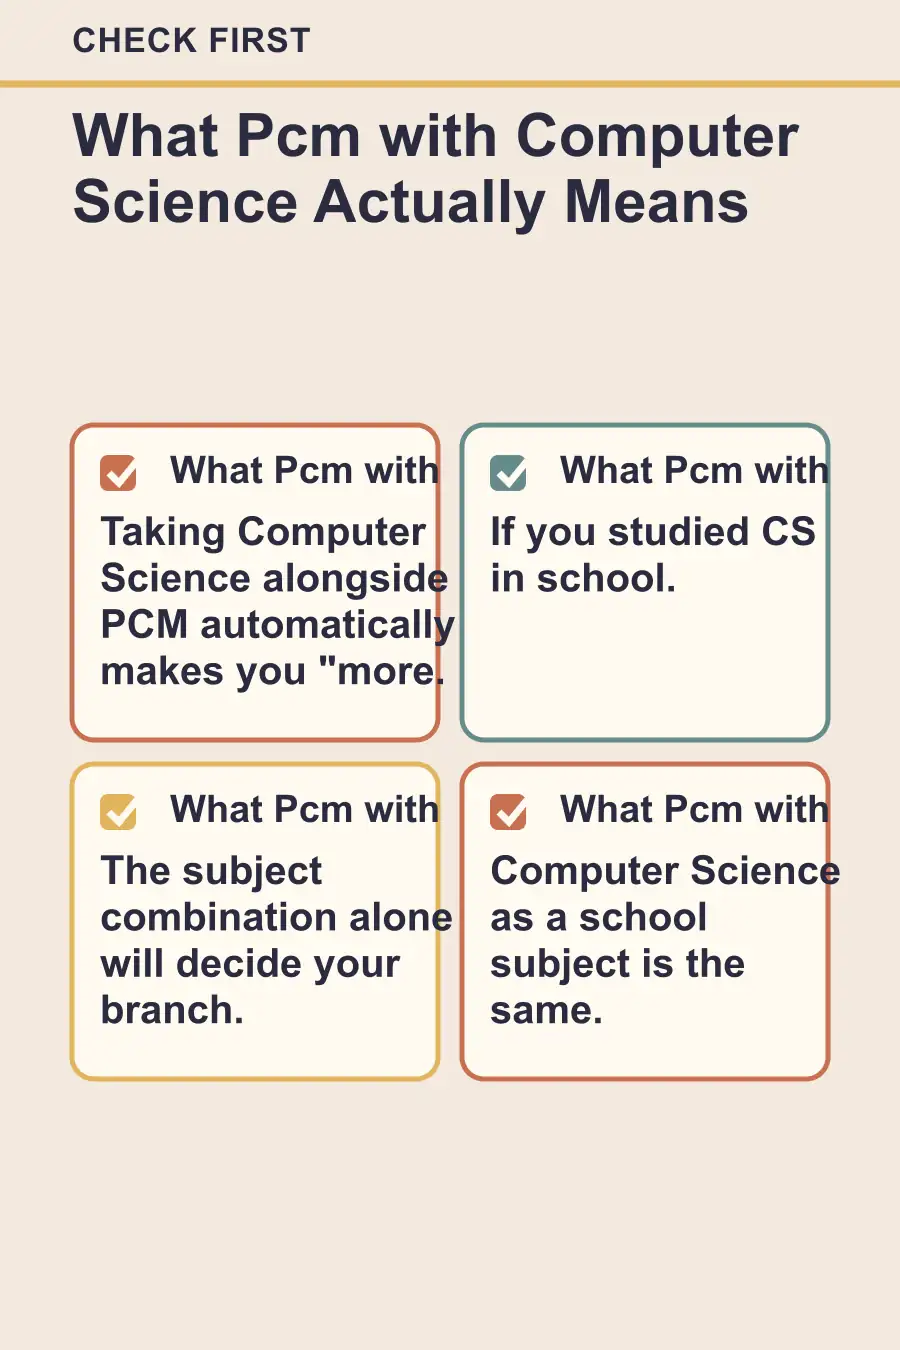 CHECK FIRST
What Pcm with Computer
Science Actually Means
What Pcm with
Taking Computer
Science alongside
PCM automatically
makes you "more.
What Pcm with
If you studied CS
in school.
What Pcm with
The subject
combination alone
will decide your
branch.
What Pcm with
Computer Science
as a school
subject is the
same.